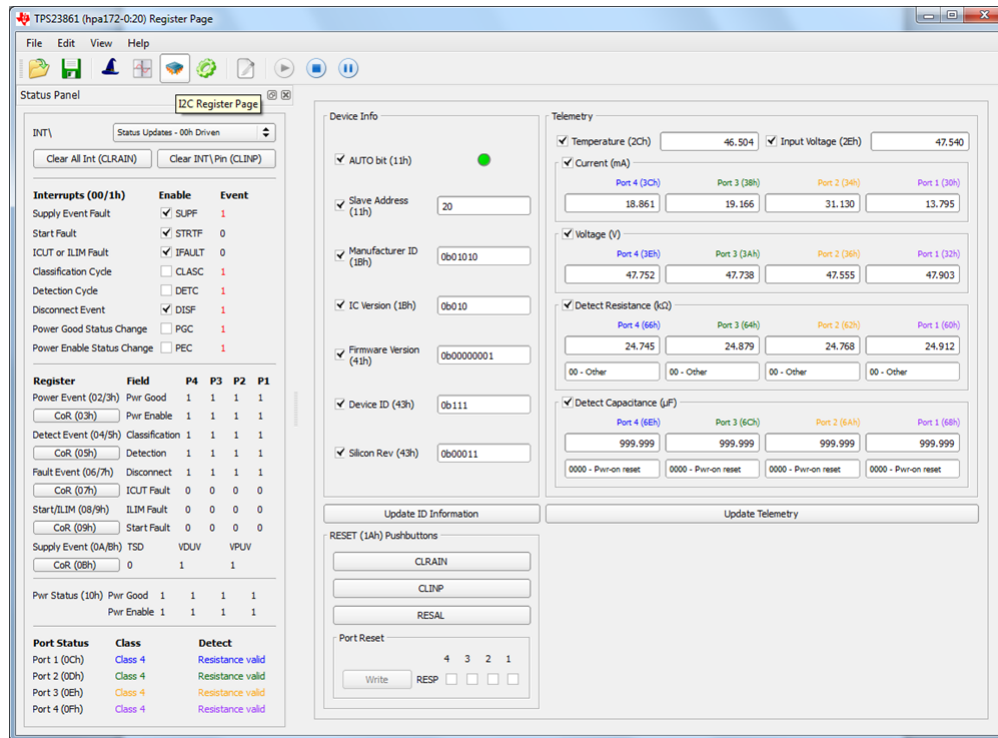 TPS23861 (hpa172-0:20) Register Page
File Edit View Help
Status Panel
I2C Register Page
INT\ Status Updates - 00h Driven
Clear All Int (CLRAIN) Clear INT\ Pin (CLINP)
Interrupts (00/1h) Enable Event
Supply Event Fault SUPF 1
Start Fault STRTF 0
ICUT or ILIM Fault IFAULT 0
Classification Cycle CLASC 1
Detection Cycle DETC 1
Disconnect Event DISF 1
Power Good Status Change PGC 1
Power Enable Status Change PEC 1
Register Field P4 P3 P2 P1
Power Event (02/3h) Pwr Good 1 1 1 1
CoR (03h) Pwr Enable 1 1 1 1
Detect Event (04/5h) Classification 1 1 1 1
CoR (05h) Detection 1 1 1 1
Fault Event (06/7h) Disconnect 1 1 1 1
CoR (07h) ICUT Fault 0 0 0 0
Start/ILIM (08/9h) ILIM Fault 0 0 0 0
CoR (09h) Start Fault 0 0 0 0
Supply Event (0A/Bh) TSD VDUV VPUV
CoR (0Bh) 0 1 1
Pwr Status (10h) Pwr Good 1 1 1 1
Pwr Enable 1 1 1 1
Port Status Class Detect
Port 1 (0Ch) Class 4 Resistance valid
Port 2 (0Dh) Class 4 Resistance valid
Port 3 (0Eh) Class 4 Resistance valid
Port 4 (0Fh) Class 4 Resistance valid
Device Info
AUTO bit (11h)
Slave Address
(11h)
20
Manufacturer ID
(1Bh)
0b01010
IC Version (1Bh) 0b010
Firmware Version
(41h)
0b00000001
Device ID (43h) 0b111
Silicon Rev (43h) 0b00011
Update ID Information
RESET (1Ah) Pushbuttons
CLRAIN
CLINP
RESAL
Port Reset
4 3 2 1
Write RESP
Telemetry
Temperature (2Ch) 46.504 Input Voltage (2Eh) 47.540
Current (mA)
Port 4 (3Ch) Port 3 (38h) Port 2 (34h) Port 1 (30h)
18.861 19.166 31.130 13.795
Voltage (V)
Port 4 (3Eh) Port 3 (3Ah) Port 2 (36h) Port 1 (32h)
47.752 47.738 47.555 47.903
Detect Resistance (kΩ)
Port 4 (66h) Port 3 (64h) Port 2 (62h) Port 1 (60h)
24.745 24.879 24.768 24.912
00 - Other 00 - Other 00 - Other 00 - Other
Detect Capacitance (µF)
Port 4 (6Eh) Port 3 (6Ch) Port 2 (6Ah) Port 1 (68h)
999.999 999.999 999.999 999.999
0000 - Pwr-on reset 0000 - Pwr-on reset 0000 - Pwr-on reset 0000 - Pwr-on reset
Update Telemetry